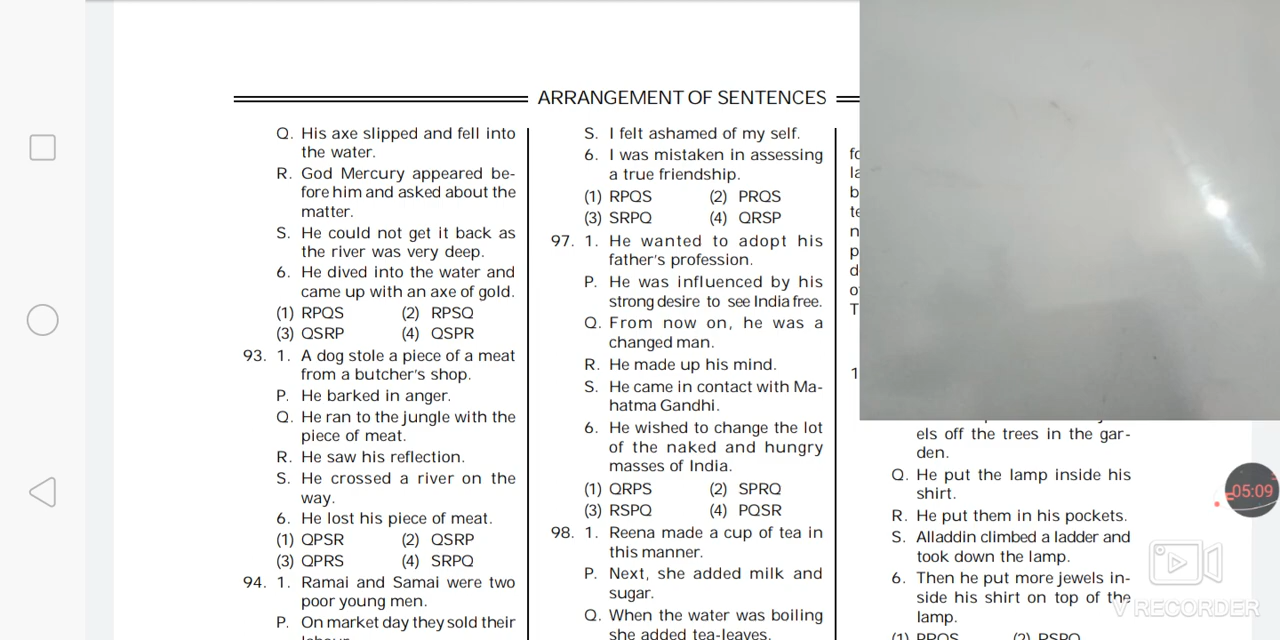 ARRANGEMENT OF SENTENCES
Q. His axe slipped and fell into
the water.
R. God Mercury appeared be-
fore him and asked about the
matter.
S. He could not get it back as
the river was very deep.
6. He dived into the water and
came up with an axe of gold.
(1) RPQS (2) RPSQ
(3) QSRP (4) QSPR
93. 1. A dog stole a piece of a meat
from a butcher's shop.
P. He barked in anger.
Q. He ran to the jungle with the
piece of meat.
R. He saw his reflection.
S. He crossed a river on the
way.
6. He lost his piece of meat.
(1) QPSR (2) QSRP
(3) QPRS (4) SRPQ
94. 1. Ramai and Samai were two
poor young men.
P. On market day they sold their
S. I felt ashamed of my self.
6. I was mistaken in assessing
a true friendship.
(1) RPQS (2) PRQS
(3) SRPQ (4) QRSP
97. 1. He wanted to adopt his
father's profession.
P. He was influenced by his
strong desire to see India free.
Q. From now on, he was a
changed man.
R. He made up his mind.
S. He came in contact with Ma-
hatma Gandhi.
6. He wished to change the lot
of the naked and hungry
masses of India.
(1) QRPS (2) SPRQ
(3) RSPQ (4) PQSR
98. 1. Reena made a cup of tea in
this manner.
P. Next, she added milk and
sugar.
Q. When the water was boiling
she added tea-leaves.
els off the trees in the gar-
den.
Q. He put the lamp inside his
shirt.
R. He put them in his pockets.
S. Alladin climbed a ladder and
took down the lamp.
6. Then he put more jewels in-
side his shirt on top of the
lamp.
05:09
V RECORDER